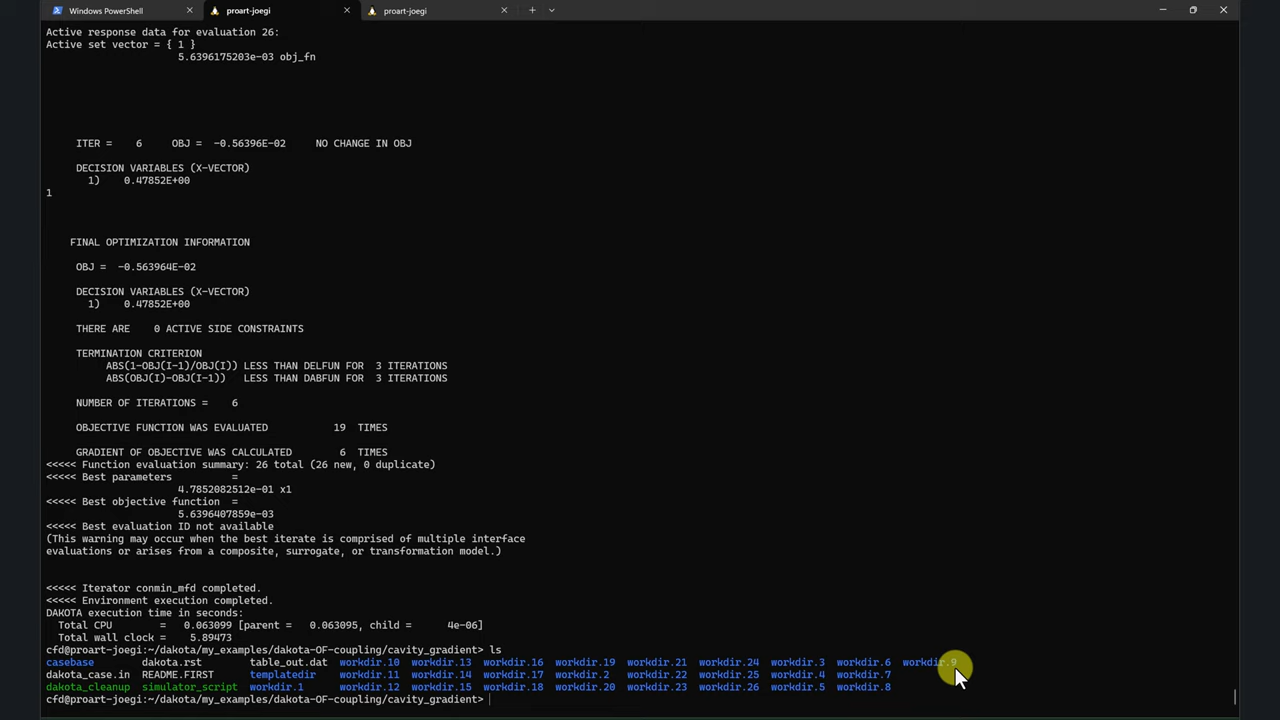 Windows PowerShell
proart-joegi
proart-joegi
Active response data for evaluation 26:
Active set vector = { 1 }
5.6396175203e-03 obj_fn
ITER =    6    OBJ =  -0.56396E-02    NO CHANGE IN OBJ
DECISION VARIABLES (X-VECTOR)
1)    0.47852E+00
1
FINAL OPTIMIZATION INFORMATION
OBJ =  -0.563964E-02
DECISION VARIABLES (X-VECTOR)
1)    0.47852E+00
THERE ARE    0 ACTIVE SIDE CONSTRAINTS
TERMINATION CRITERION
ABS(1-OBJ(I-1)/OBJ(I)) LESS THAN DELFUN FOR  3 ITERATIONS
ABS(OBJ(I)-OBJ(I-1))   LESS THAN DABFUN FOR  3 ITERATIONS
NUMBER OF ITERATIONS =    6
OBJECTIVE FUNCTION WAS EVALUATED          19  TIMES
GRADIENT OF OBJECTIVE WAS CALCULATED       6  TIMES
<<<<< Function evaluation summary: 26 total (26 new, 0 duplicate)
<<<<< Best parameters          =
4.7852082512e-01 x1
<<<<< Best objective function  =
5.6396407859e-03
<<<<< Best evaluation ID not available
(This warning may occur when the best iterate is comprised of multiple interface
evaluations or arises from a composite, surrogate, or transformation model.)
<<<<< Iterator conmin_mfd completed.
<<<<< Environment execution completed.
DAKOTA execution time in seconds:
Total CPU        =   0.063099 [parent =   0.063095, child =      4e-06]
Total wall clock =    5.89473
cfd@proart-joegi:~/dakota/my_examples/dakota-OF-coupling/cavity_gradient> ls
casebase  dakota.rst  table_out.dat  workdir.10  workdir.13  workdir.16  workdir.19  workdir.21  workdir.24  workdir.3  workdir.6  workdir.9
dakota_case.in  README.FIRST  templatedir  workdir.11  workdir.14  workdir.17  workdir.2  workdir.22  workdir.25  workdir.4  workdir.7
dakota_cleanup  simulator_script  workdir.1  workdir.12  workdir.15  workdir.18  workdir.20  workdir.23  workdir.26  workdir.5  workdir.8
cfd@proart-joegi:~/dakota/my_examples/dakota-OF-coupling/cavity_gradient>